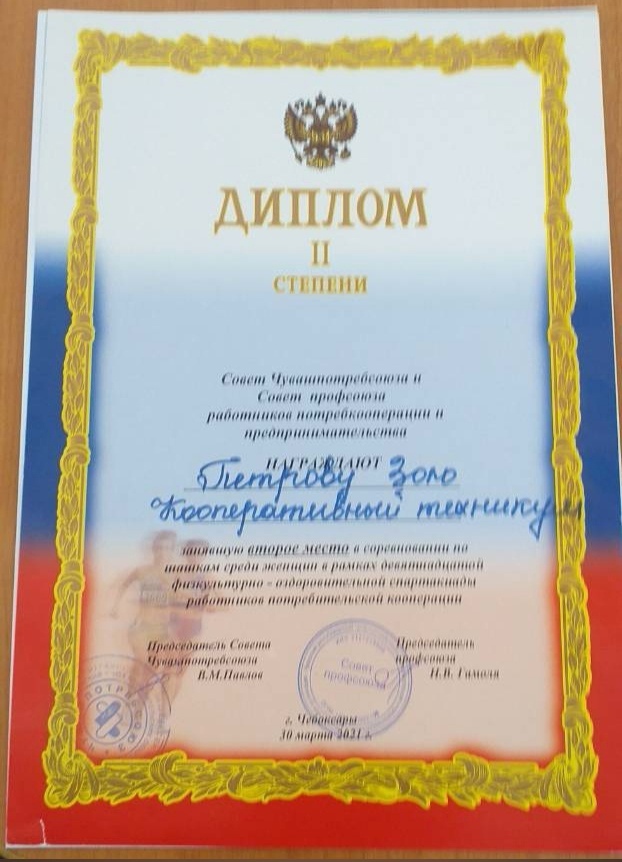 ДИПЛОМ
II
СТЕПЕНИ
Совет Чувашпотребсоюза и
Совет профсоюза
работников потребкооперации и
предпринимательства
НАГРАЖДАЮТ
Петрову Зою
Кооперативный техникум
занявшую второе место в соревновании по
шашкам среди женщин в рамках девятнадцатой
физкультурно - оздоровительной спартакиады
работников потребительской кооперации
Председатель Совета
Чувашпотребсоюза
В.М.Павлов
Председатель
профсоюза
Н.В. Гамоля
Совет
профсоюза
г. Чебоксары
30 марта 2021 г.